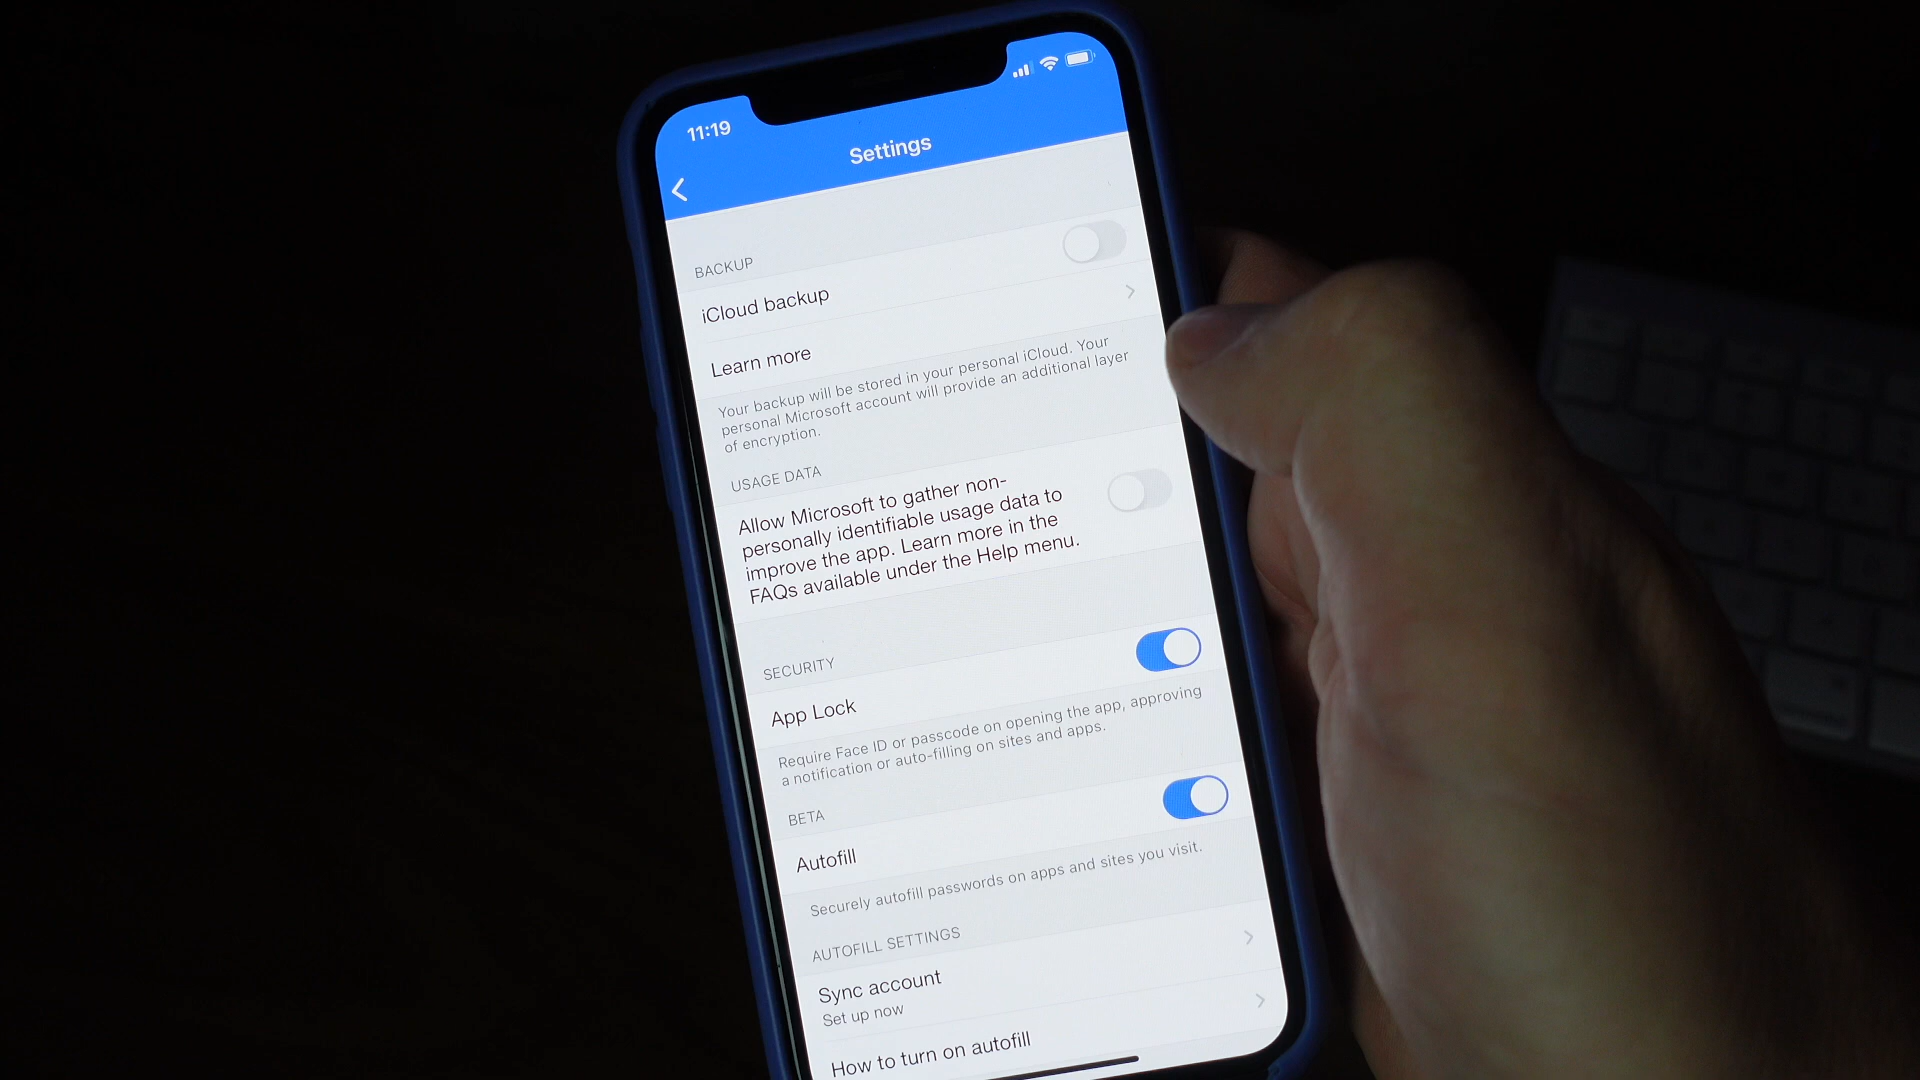 11:19
Settings
BACKUP
iCloud backup
Learn more
Your backup will be stored in your personal iCloud. Your
personal Microsoft account will provide an additional layer
of encryption.
USAGE DATA
Allow Microsoft to gather non-
personally identifiable usage data to
improve the app. Learn more in the
FAQs available under the Help menu.
SECURITY
App Lock
Require Face ID or passcode on opening the app, approving
a notification or auto-filling on sites and apps.
BETA
Autofill
Securely autofill passwords on apps and sites you visit.
AUTOFILL SETTINGS
Sync account
Set up now
How to turn on autofill